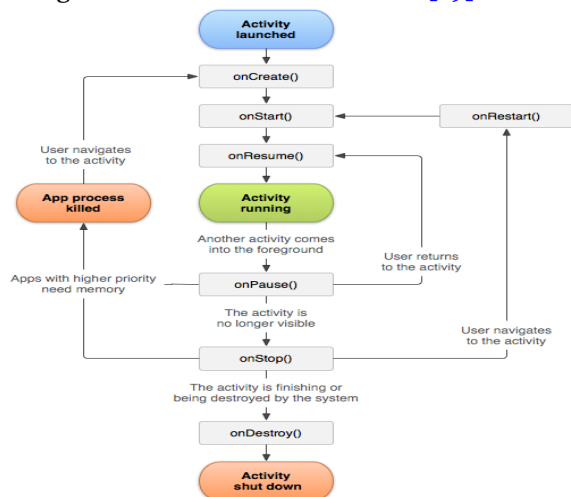 Activity
launched
onCreate()
onStart()
onRestart()
onResume()
User navigates
to the activity
App process
killed
Activity
running
Another activity comes
into the foreground
User returns
to the activity
Apps with higher priority
need memory
onPause()
The activity is
no longer visible
User navigates
to the activity
onStop()
The activity is finishing or
being destroyed by the system
onDestroy()
Activity
shut down